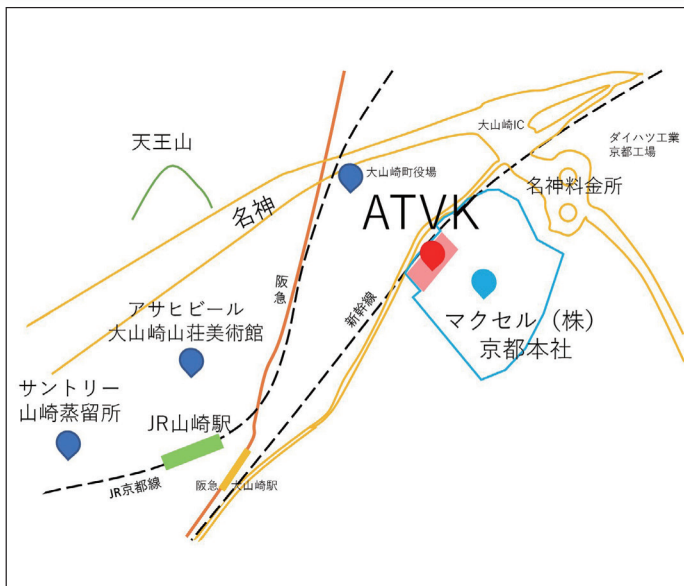 大山崎IC
ダイハツ工業
京都工場
天王山
大山崎町役場
名神料金所
ATVK
名神
阪急
新幹線
アサヒビール
大山崎山荘美術館
マクセル（株）
京都本社
サントリー
山崎蒸留所
JR山崎駅
阪急 大山崎駅
JR京都線